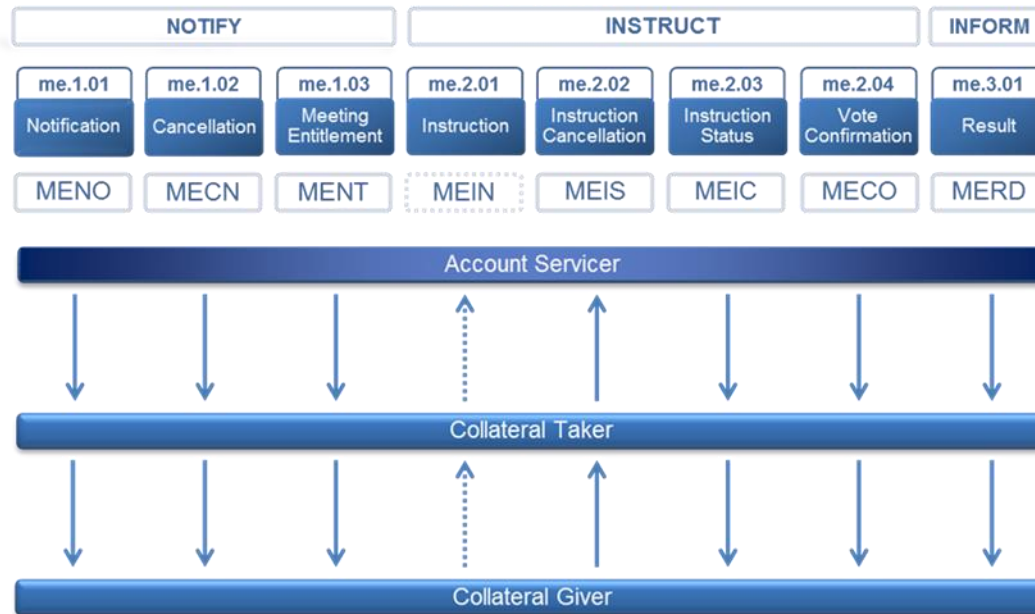 NOTIFY INSTRUCT INFORM
me.1.01 me.1.02 me.1.03 me.2.01 me.2.02 me.2.03 me.2.04 me.3.01
Notification
Cancellation
Meeting
Entitlement
Instruction
Instruction
Cancellation
Instruction
Status
Vote
Confirmation
Result
MENO MECN MENT MEIN MEIS MEIC MECO MERD
Account Servicer
Collateral Taker
Collateral Giver